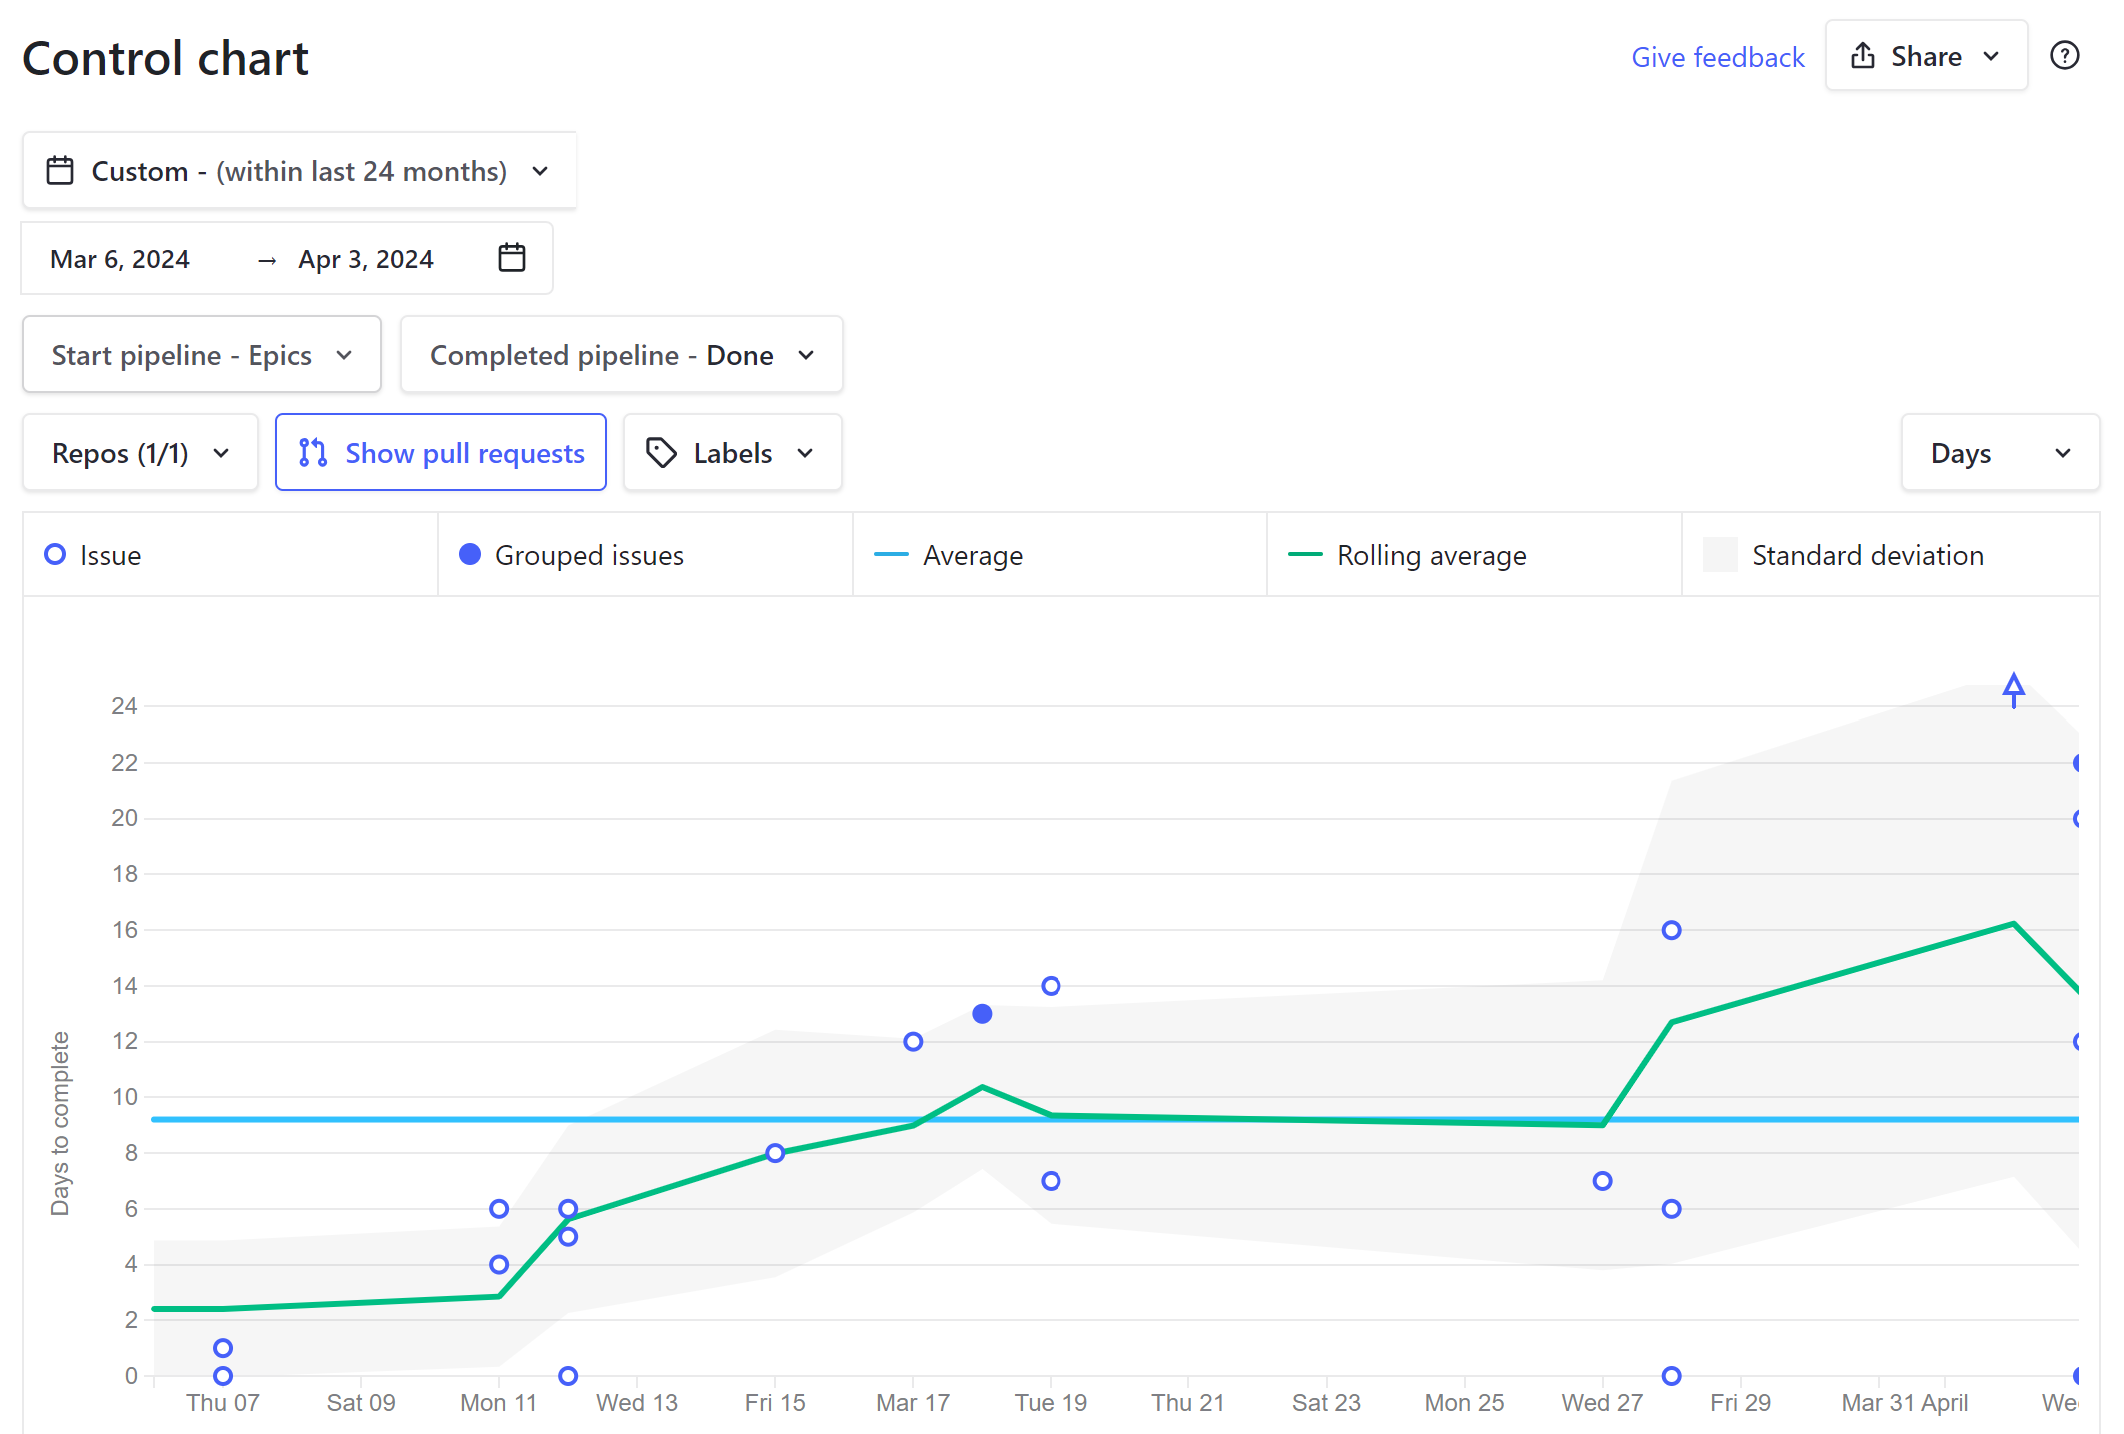 Control chart
Give feedback
Share
Custom - (within last 24 months)
Mar 6, 2024 → Apr 3, 2024
Start pipeline - Epics
Completed pipeline - Done
Repos (1/1)
Show pull requests
Labels
Days
Issue
Grouped issues
Average
Rolling average
Standard deviation
Days to complete
24
22
20
18
16
14
12
10
8
6
4
2
0
Thu 07
Sat 09
Mon 11
Wed 13
Fri 15
Mar 17
Tue 19
Thu 21
Sat 23
Mon 25
Wed 27
Fri 29
Mar 31
April